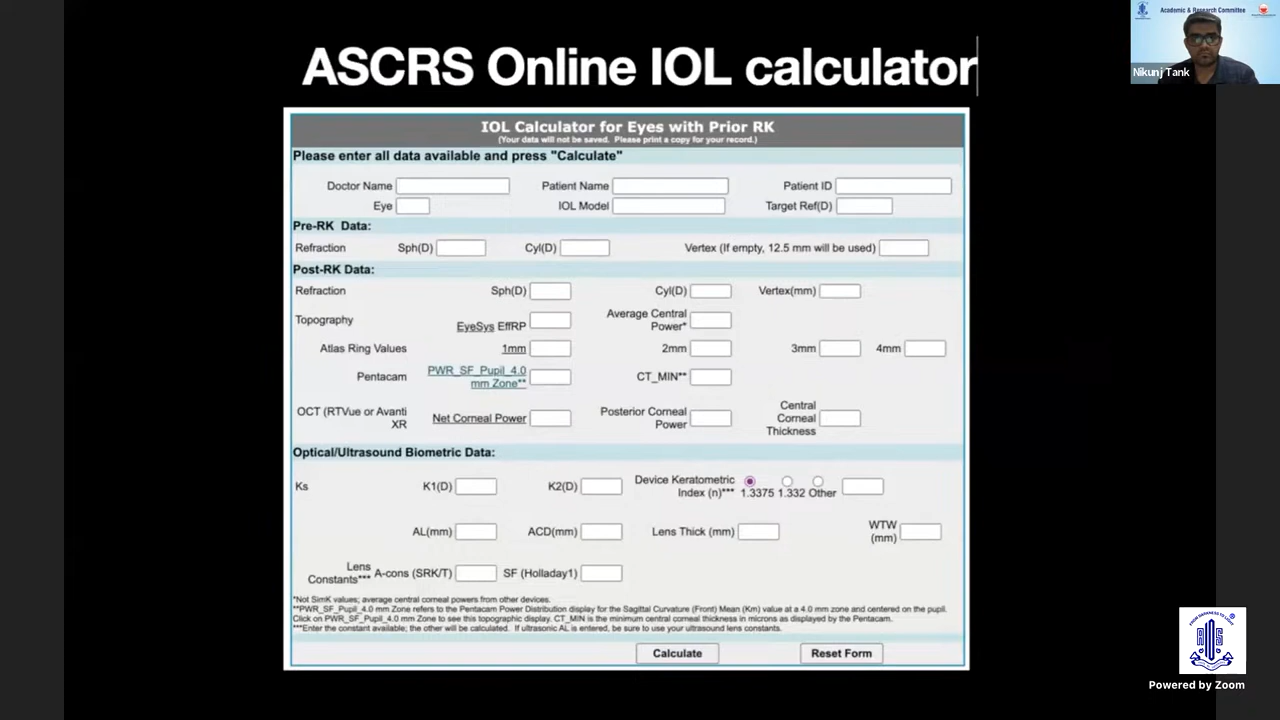 ASCRS Online IOL calculator
Academic & Research Committee
Nikunj Tank
IOL Calculator for Eyes with Prior RK
(Your data will not be saved. Please print a copy for your record.)
Please enter all data available and press "Calculate"
Doctor Name Patient Name Patient ID
Eye IOL Model Target Ref(D)
Pre-RK Data:
Refraction Sph(D) Cyl(D) Vertex (If empty, 12.5 mm will be used)
Post-RK Data:
Refraction Sph(D) Cyl(D) Vertex(mm)
Topography EyeSys EffRP Average Central
Power*
Atlas Ring Values 1mm 2mm 3mm 4mm
Pentacam PWR_SF_Pupil_4.0
mm Zone** CT_MIN**
OCT (RTVue or Avanti
XR Net Corneal Power Posterior Corneal
Power Central
Corneal
Thickness
Optical/Ultrasound Biometric Data:
Ks K1(D) K2(D) Device Keratometric
Index (n)*** 1.3375 1.332 Other
AL(mm) ACD(mm) Lens Thick (mm) WTW
(mm)
Lens
Constants*** A-cons (SRK/T) SF (Holladay1)
*Not SimK values; average central corneal powers from other devices.
**PWR_SF_Pupil_4.0 mm Zone refers to the Pentacam Power Distribution display for the Sagittal Curvature (Front) Mean (Km) value at a 4.0 mm zone and centered on the pupil.
Click on PWR_SF_Pupil_4.0 mm Zone to see this topographic display. CT_MIN is the minimum central corneal thickness in microns as displayed by the Pentacam.
***Enter the constant available; the other will be calculated. If ultrasonic AL is entered, be sure to use your ultrasound lens constants.
Calculate Reset Form
Powered by Zoom